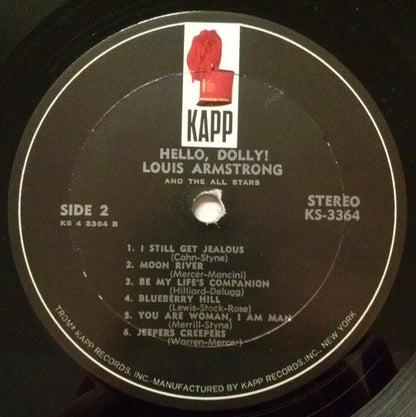 KAPP
HELLO, DOLLY!
LOUIS ARMSTRONG
AND THE ALL STARS
SIDE 2
KS 4 3364 B
STEREO
KS-3364
1. I STILL GET JEALOUS
(Cahn-Styne)
2. MOON RIVER
(Mercer-Mancini)
3. BE MY LIFE'S COMPANION
(Hilliard-Delugg)
4. BLUEBERRY HILL
(Lewis-Stock-Rose)
5. YOU ARE WOMAN, I AM MAN
(Merrill-Styne)
6. JEEPERS CREEPERS
(Warren-Mercer)
TRDMK KAPP RECORDS, INC.-MANUFACTURED BY KAPP RECORDS, INC., NEW YORK